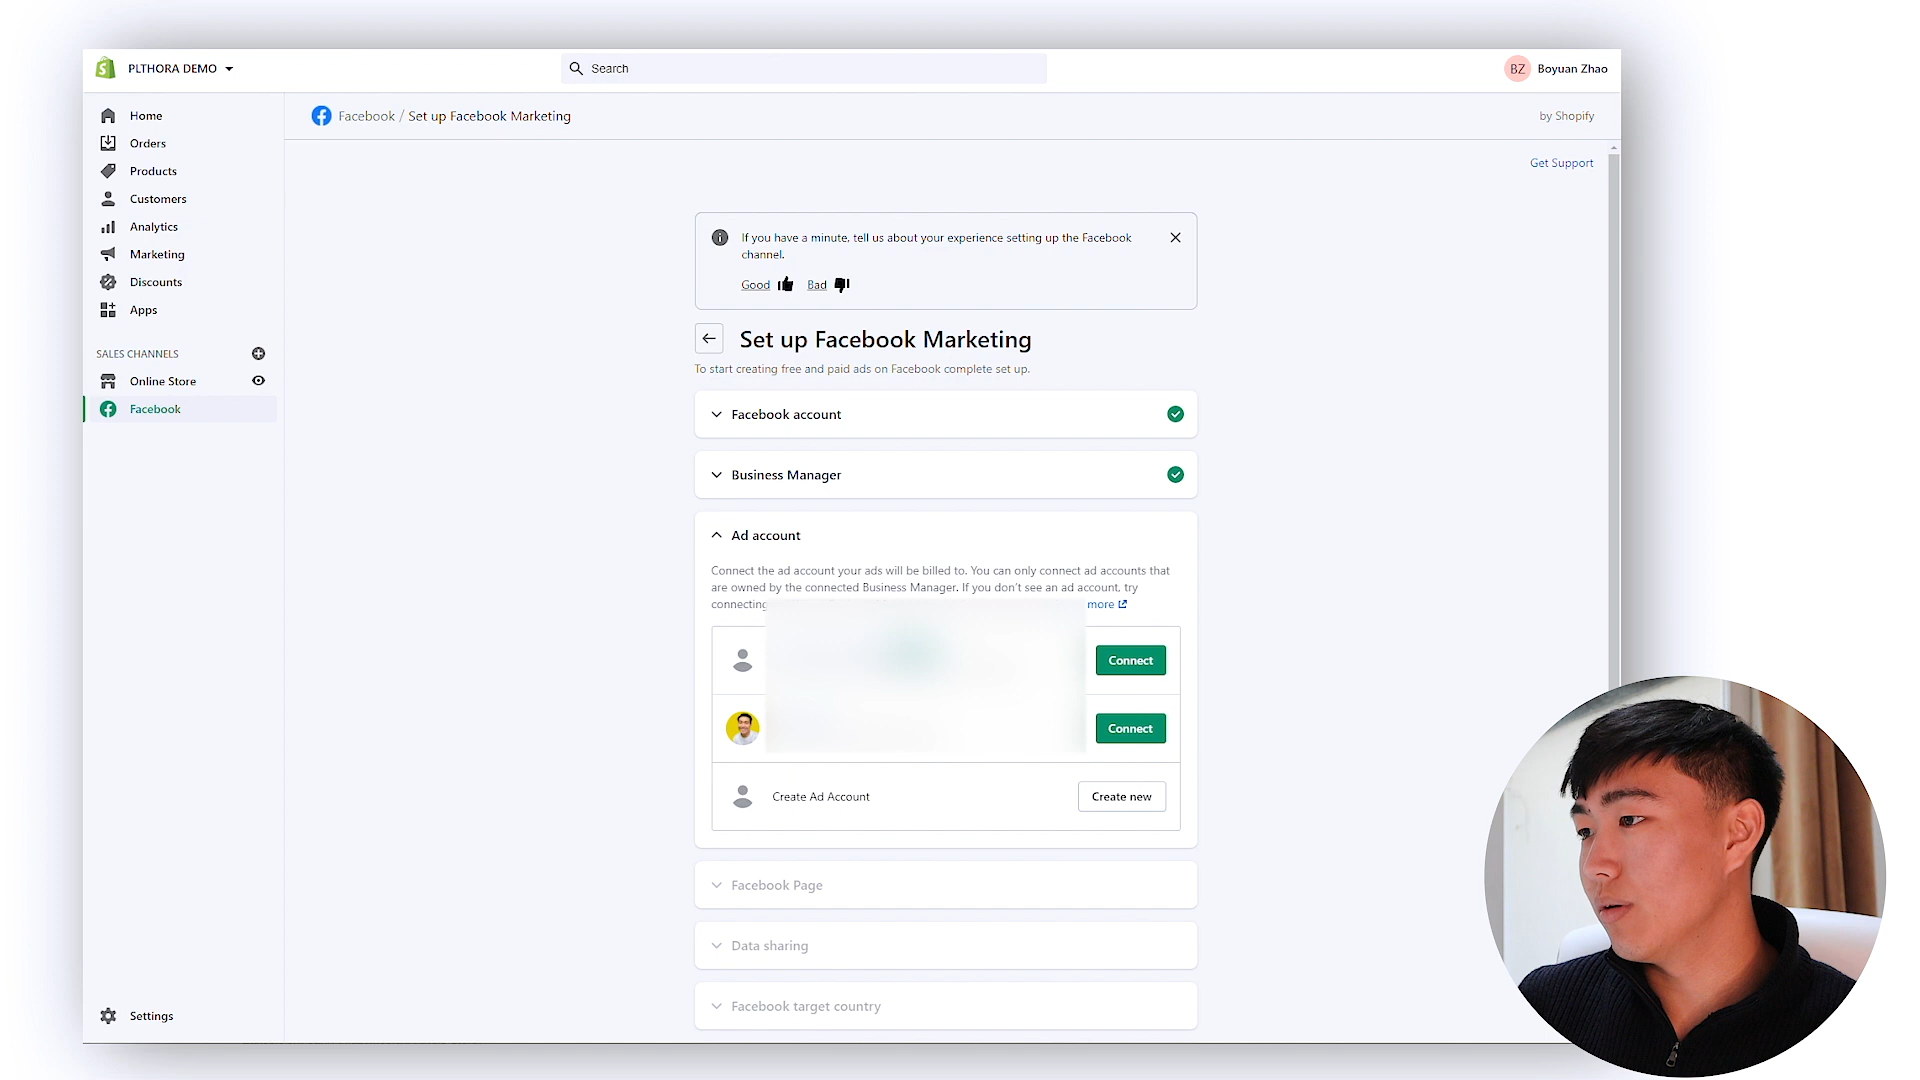 PLTHORA DEMO
Search
BZ Boyuan Zhao
Home
Orders
Products
Customers
Analytics
Marketing
Discounts
Apps
SALES CHANNELS
Online Store
Facebook
Settings
Facebook / Set up Facebook Marketing
by Shopify
Get Support
If you have a minute, tell us about your experience setting up the Facebook
channel.
Good Bad
Set up Facebook Marketing
To start creating free and paid ads on Facebook complete set up.
Facebook account
Business Manager
Ad account
Connect the ad account your ads will be billed to. You can only connect ad accounts that
are owned by the connected Business Manager. If you don't see an ad account, try
connecting more
Connect
Connect
Create Ad Account Create new
Facebook Page
Data sharing
Facebook target country